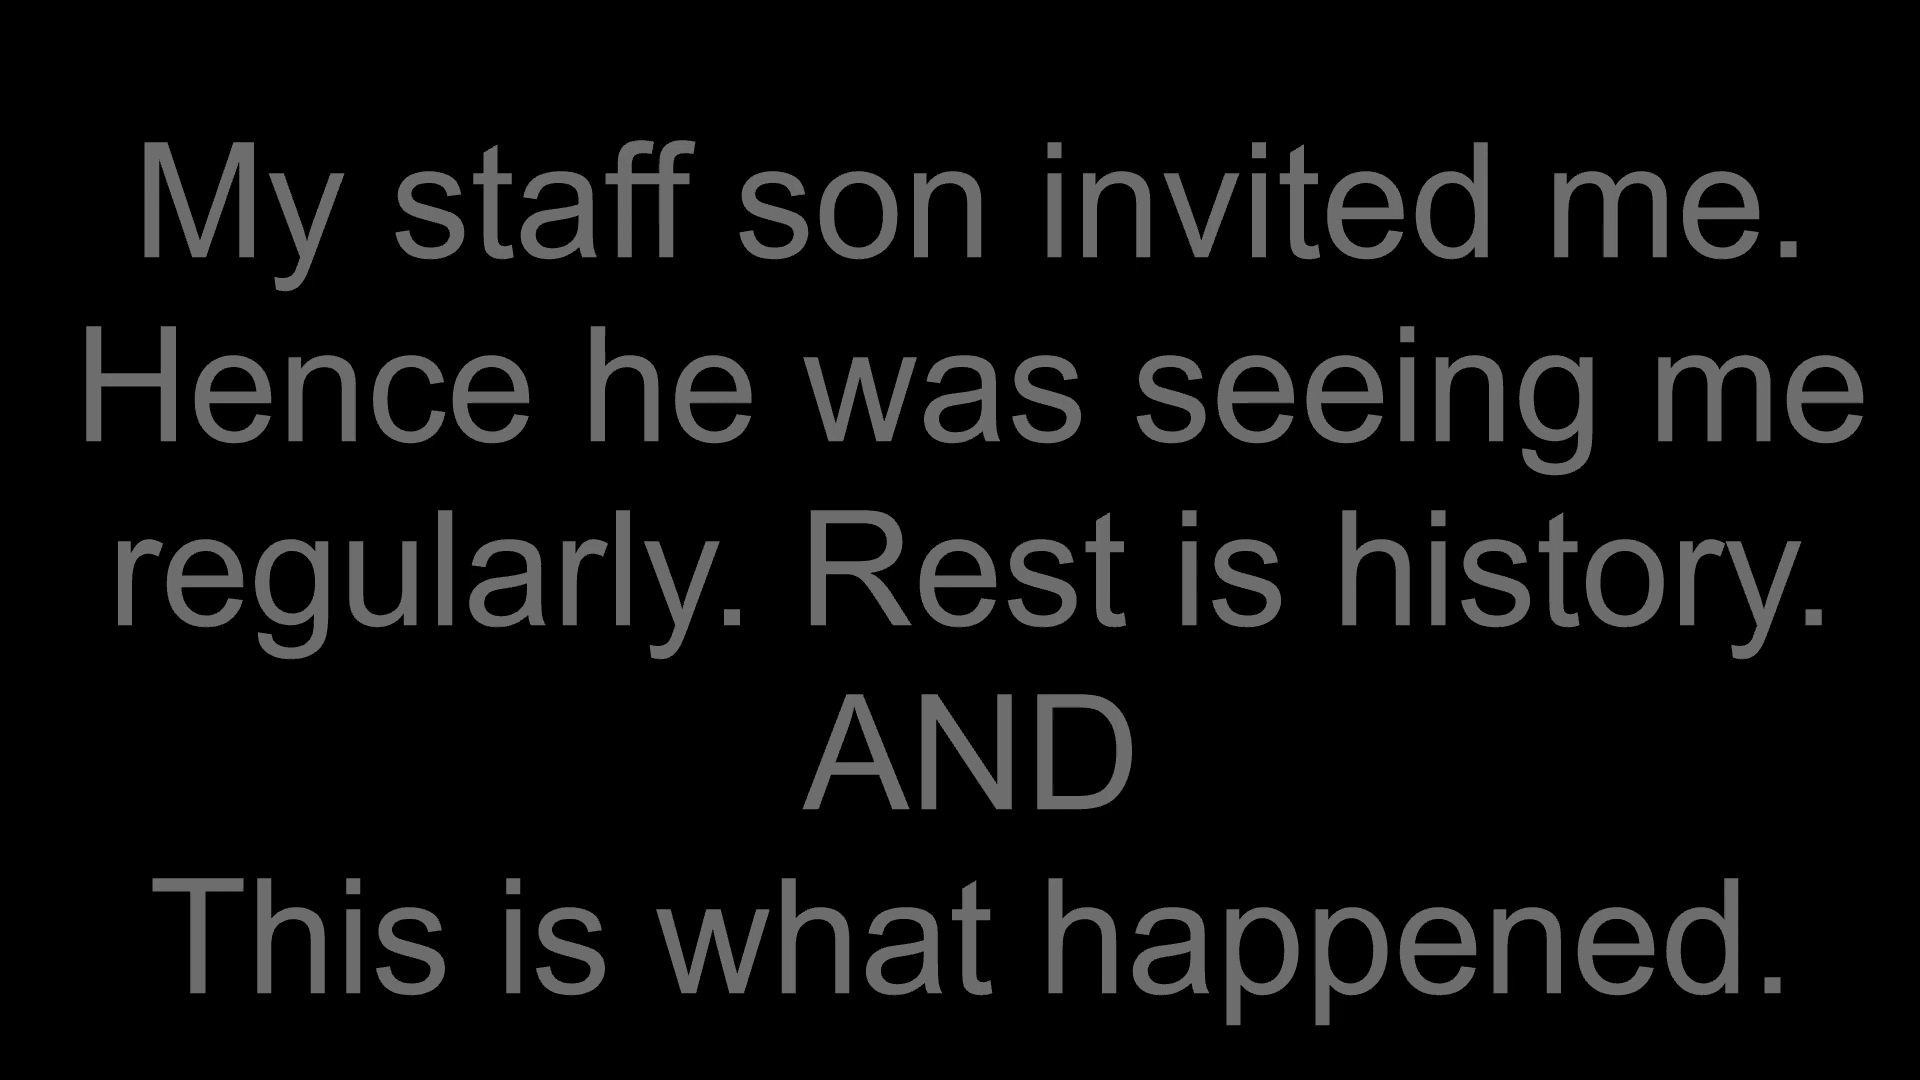 My staff son invited me.
Hence he was seeing me
regularly. Rest is history.
AND
This is what happened.